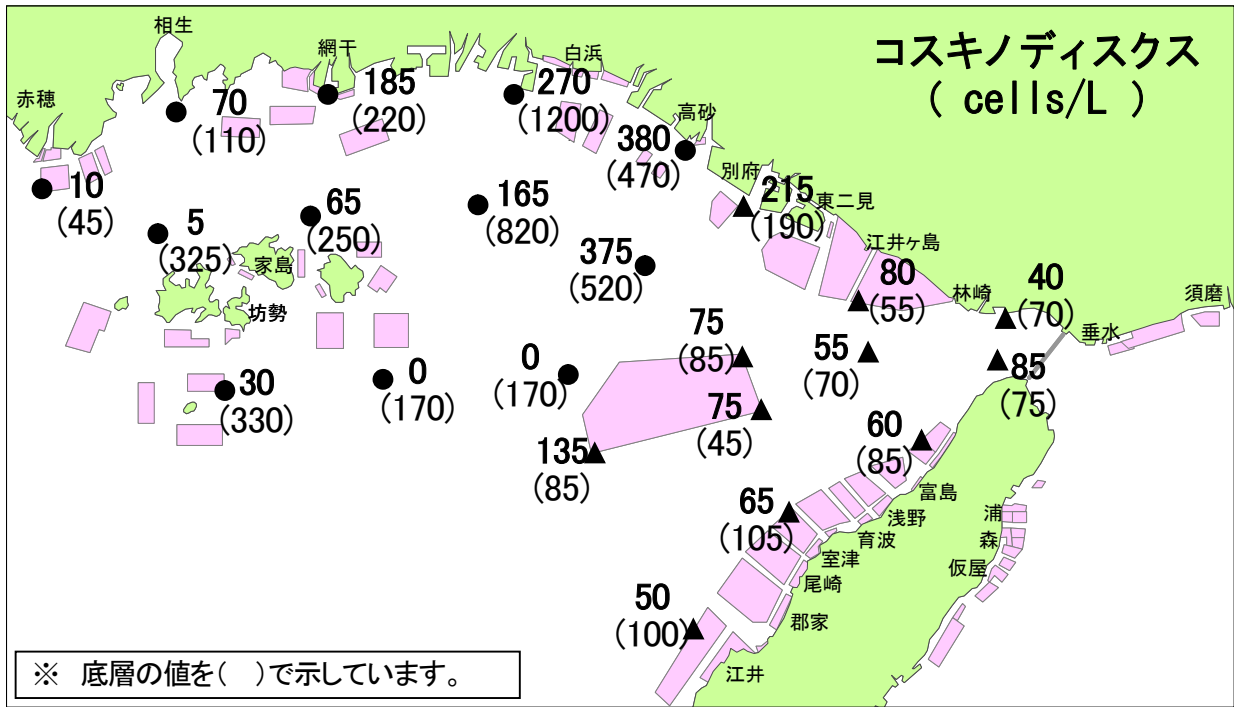 コスキノディスクス
( cells/L )
相生
網干
白浜
赤穂
高砂
別府
東二見
江井ヶ島
林崎
垂水
須磨
家島
坊勢
富島
浅野
育波
室津
尾崎
郡家
江井
浦
森
仮屋
70
(110)
185
(220)
270
(1200)
380
(470)
10
(45)
5
(325)
65
(250)
165
(820)
375
(520)
215
(190)
80
(55)
40
(70)
75
(85)
55
(70)
85
(75)
30
(330)
0
(170)
0
(170)
75
(45)
135
(85)
60
(85)
65
(105)
50
(100)
※ 底層の値を( )で示しています。